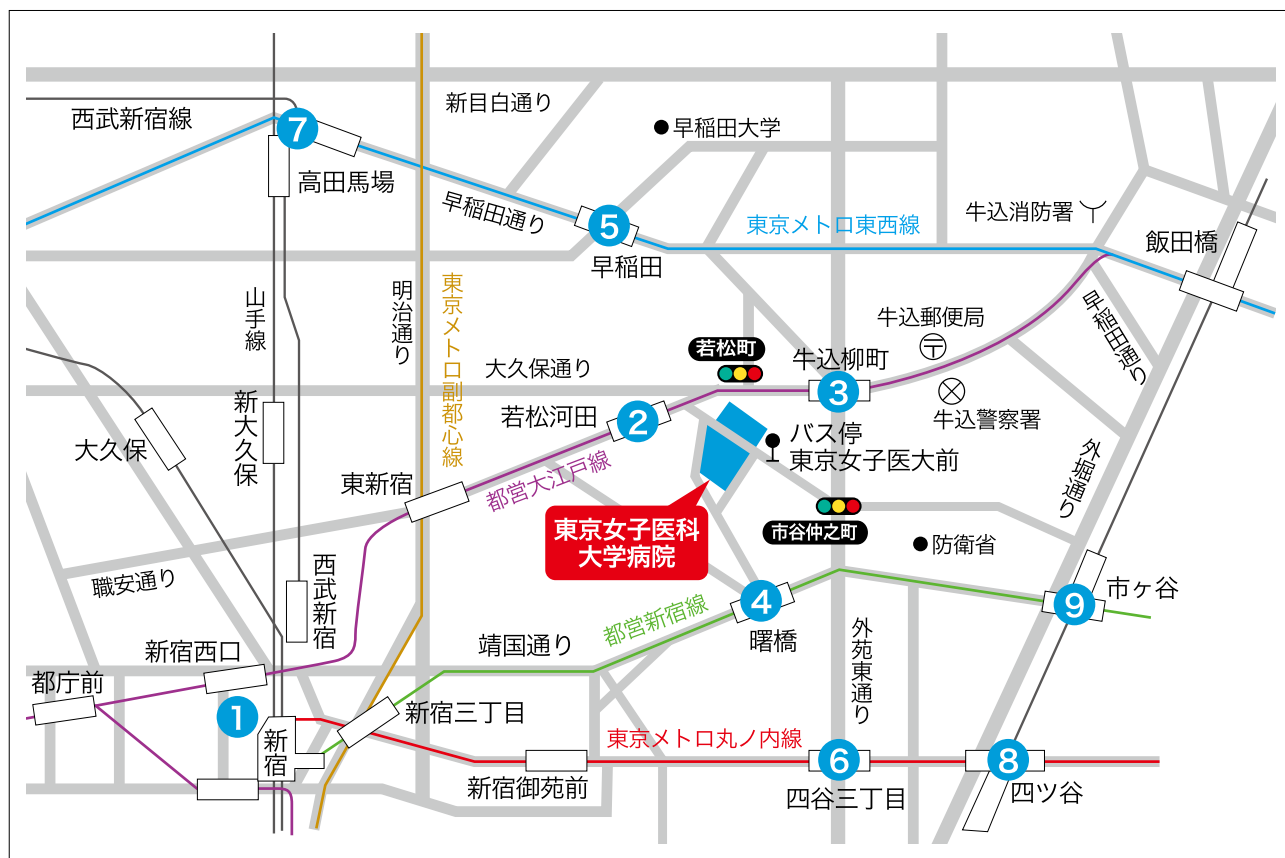 西武新宿線
新目白通り
早稲田大学
7
高田馬場
早稲田通り
5
早稲田
東京メトロ東西線
牛込消防署
飯田橋
山手線
明治通り
東京メトロ副都心線
早稲田通り
若松町
牛込柳町
牛込郵便局
〒
大久保通り
3
若松河田
2
牛込警察署
バス停
東京女子医大前
新大久保
大久保
東新宿
都営大江戸線
外堀通り
東京女子医科
大学病院
市谷仲之町
防衛省
職安通り
西武新宿
4
曙橋
都営新宿線
9
市ヶ谷
新宿西口
靖国通り
外苑東通り
都庁前
1
新宿
新宿三丁目
東京メトロ丸ノ内線
新宿御苑前
6
四谷三丁目
8
四ツ谷